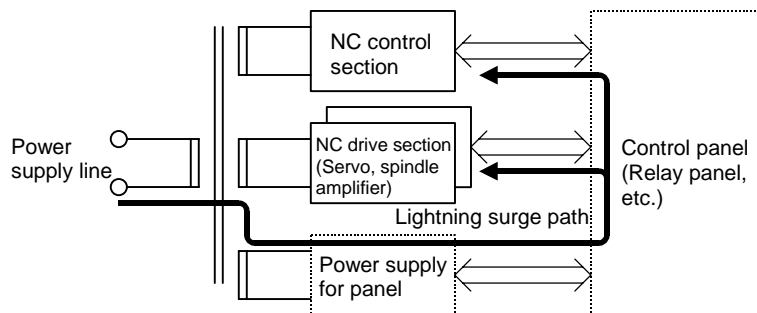 NC control
section
Power
supply line
NC drive section
(Servo, spindle
amplifier)
Control panel
(Relay panel,
etc.)
Lightning surge path
Power supply
for panel